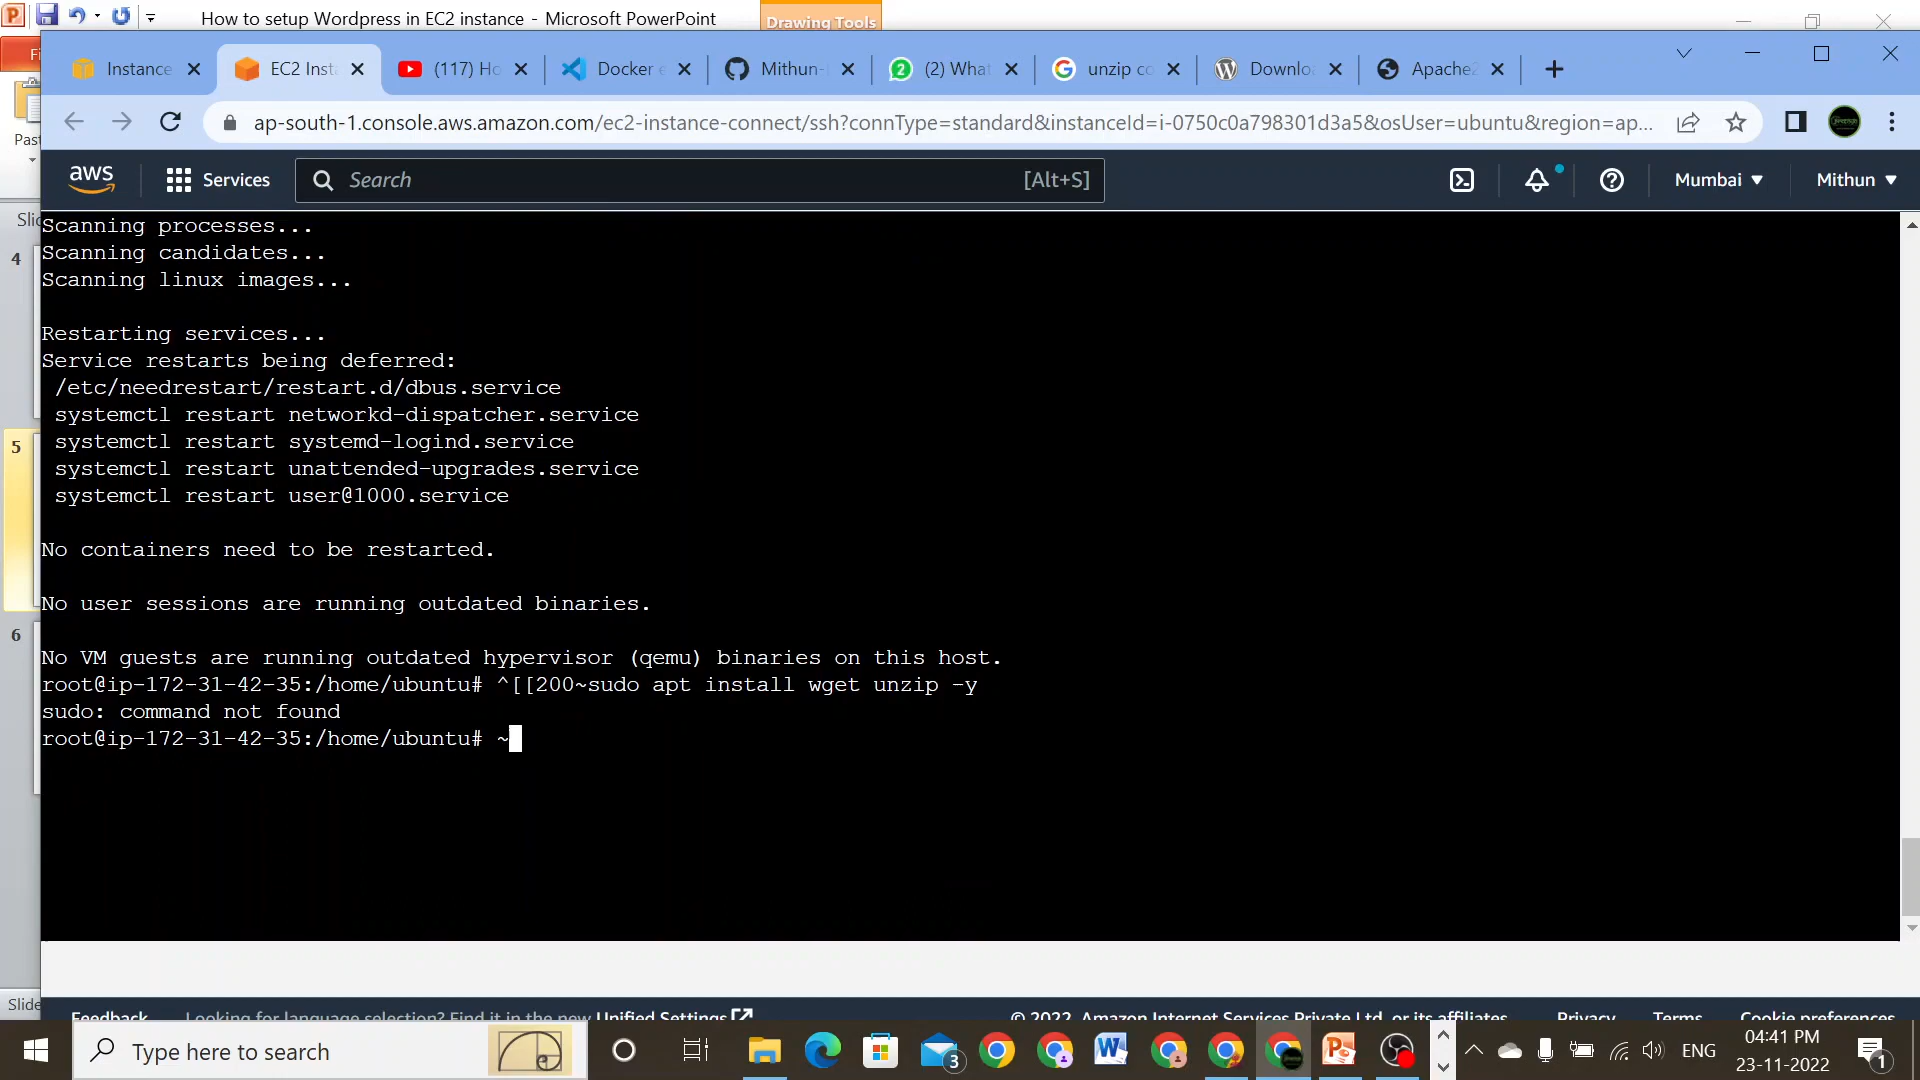 How to setup Wordpress in EC2 instance - Microsoft PowerPoint
Drawing Tools
Instance
EC2 Inst
(117) Ho
Docker e
Mithun-
(2) What
unzip co
Downlo
Apache2
ap-south-1.console.aws.amazon.com/ec2-instance-connect/ssh?connType=standard&instanceId=i-0750c0a798301d3a5&osUser=ubuntu&region=ap...
Past
aws
Services
Search
[Alt+S]
Mumbai
Mithun
Slid
4
5
6
Scanning processes...
Scanning candidates...
Scanning linux images...
Restarting services...
Service restarts being deferred:
/etc/needrestart/restart.d/dbus.service
systemctl restart networkd-dispatcher.service
systemctl restart systemd-logind.service
systemctl restart unattended-upgrades.service
systemctl restart user@1000.service
No containers need to be restarted.
No user sessions are running outdated binaries.
No VM guests are running outdated hypervisor (qemu) binaries on this host.
root@ip-172-31-42-35:/home/ubuntu# ^[[200~sudo apt install wget unzip -y
sudo: command not found
root@ip-172-31-42-35:/home/ubuntu# ~
Slide
Feedback
Looking for language selection? Find it in the new Unified Settings
© 2022, Amazon Internet Services Private Ltd. or its affiliates.
Privacy
Terms
Cookie preferences
Type here to search
3
ENG
04:41 PM
23-11-2022
1